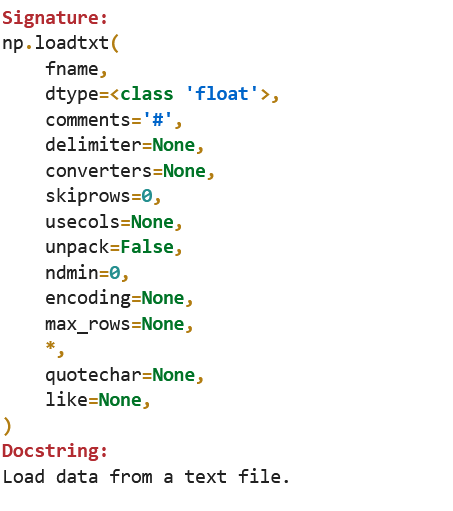 Signature:
np.loadtxt(
    fname,
    dtype=<class 'float'>,
    comments='#',
    delimiter=None,
    converters=None,
    skiprows=0,
    usecols=None,
    unpack=False,
    ndmin=0,
    encoding=None,
    max_rows=None,
    *,
    quotechar=None,
    like=None,
)
Docstring:
Load data from a text file.